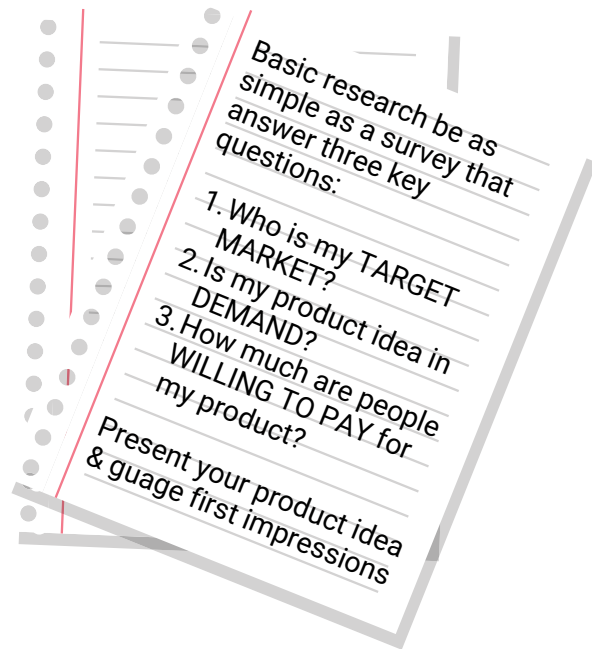 Basic research be as
simple as a survey that
answer three key
questions:
1. Who is my TARGET
MARKET?
2. Is my product idea in
DEMAND?
3. How much are people
WILLING TO PAY for
my product?
Present your product idea
& guage first impressions